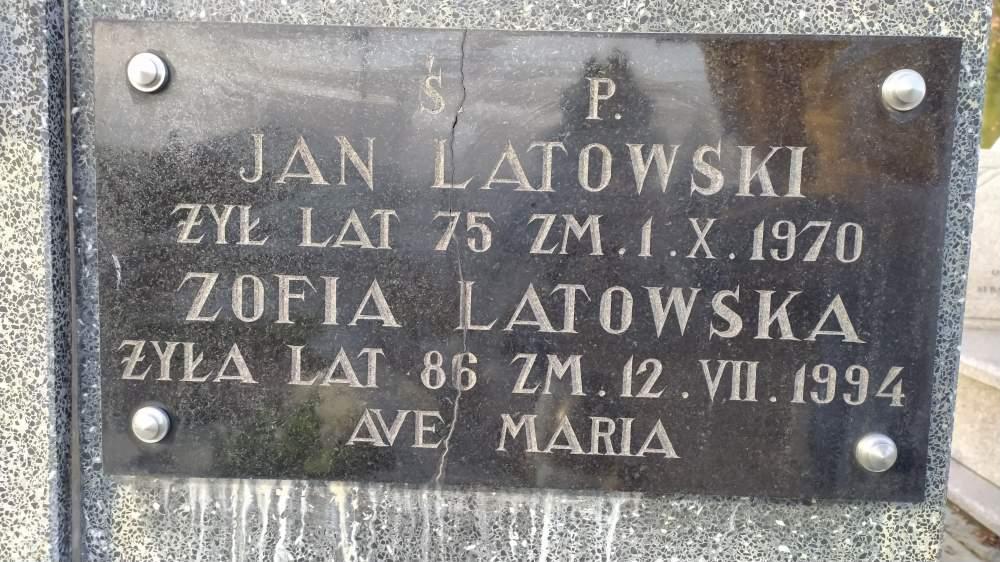 Ś P.
JAN LATOWSKI
ŻYŁ LAT 75 ZM. 1. X. 1970
ZOFIA LATOWSKA
ŻYŁA LAT 86 ZM. 12. VII. 1994
AVE MARIA